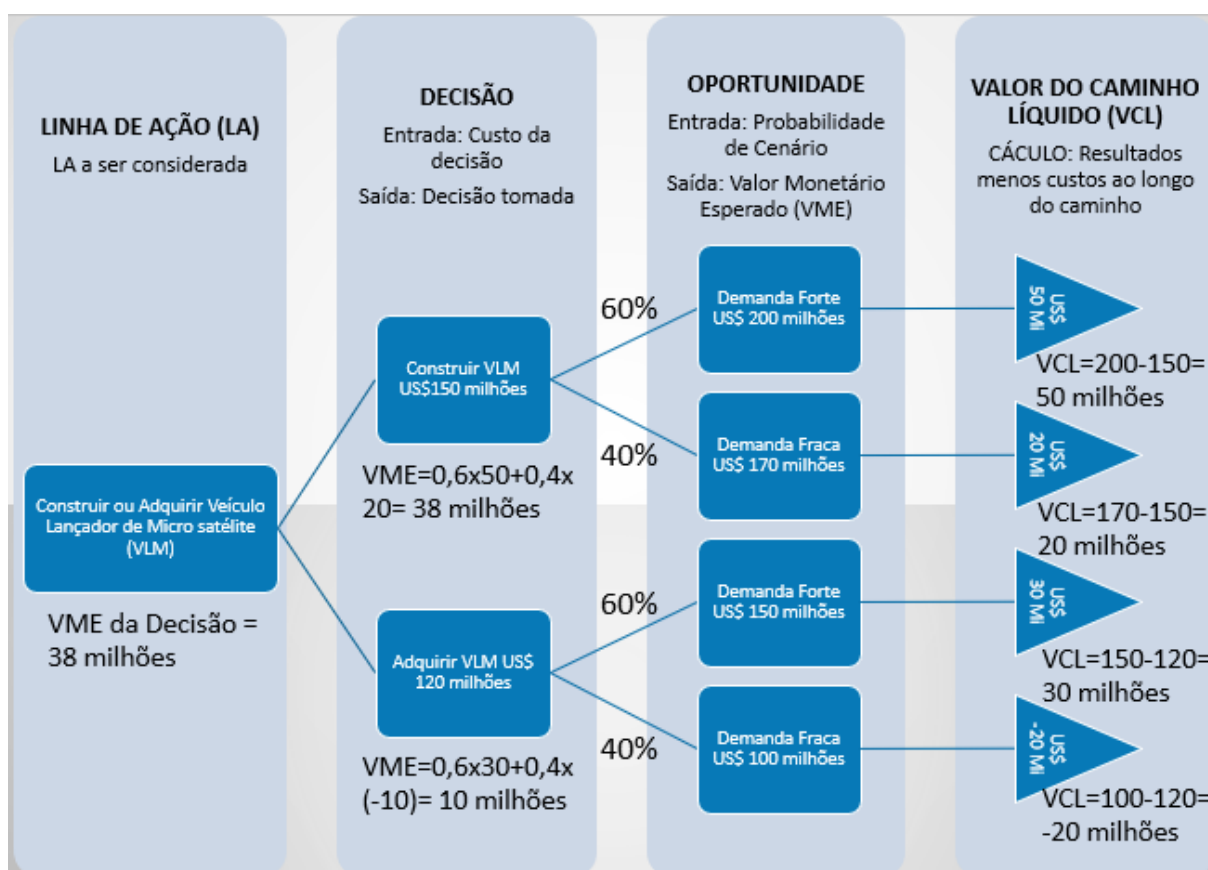 LINHA DE AÇÃO (LA)
LA a ser considerada
Construir ou Adquirir Veículo
Lançador de Micro satélite
(VLM)
VME da Decisão =
38 milhões
DECISÃO
Entrada: Custo da
decisão
Saída: Decisão tomada
Construir VLM
US$150 milhões
VME=0,6x50+0,4x
20= 38 milhões
Adquirir VLM US$
120 milhões
VME=0,6x30+0,4x
(-10)= 10 milhões
OPORTUNIDADE
Entrada: Probabilidade
de Cenário
Saída: Valor Monetário
Esperado (VME)
60%
Demanda Forte
US$ 200 milhões
40%
Demanda Fraca
US$ 170 milhões
60%
Demanda Forte
US$ 150 milhões
40%
Demanda Fraca
US$ 100 milhões
VALOR DO CAMINHO
LÍQUIDO (VCL)
CÁCULO: Resultados
menos custos ao longo
do caminho
US$
50 Mi
VCL=200-150=
50 milhões
US$
20 Mi
VCL=170-150=
20 milhões
US$
30 Mi
VCL=150-120=
30 milhões
US$
-20 Mi
VCL=100-120=
-20 milhões